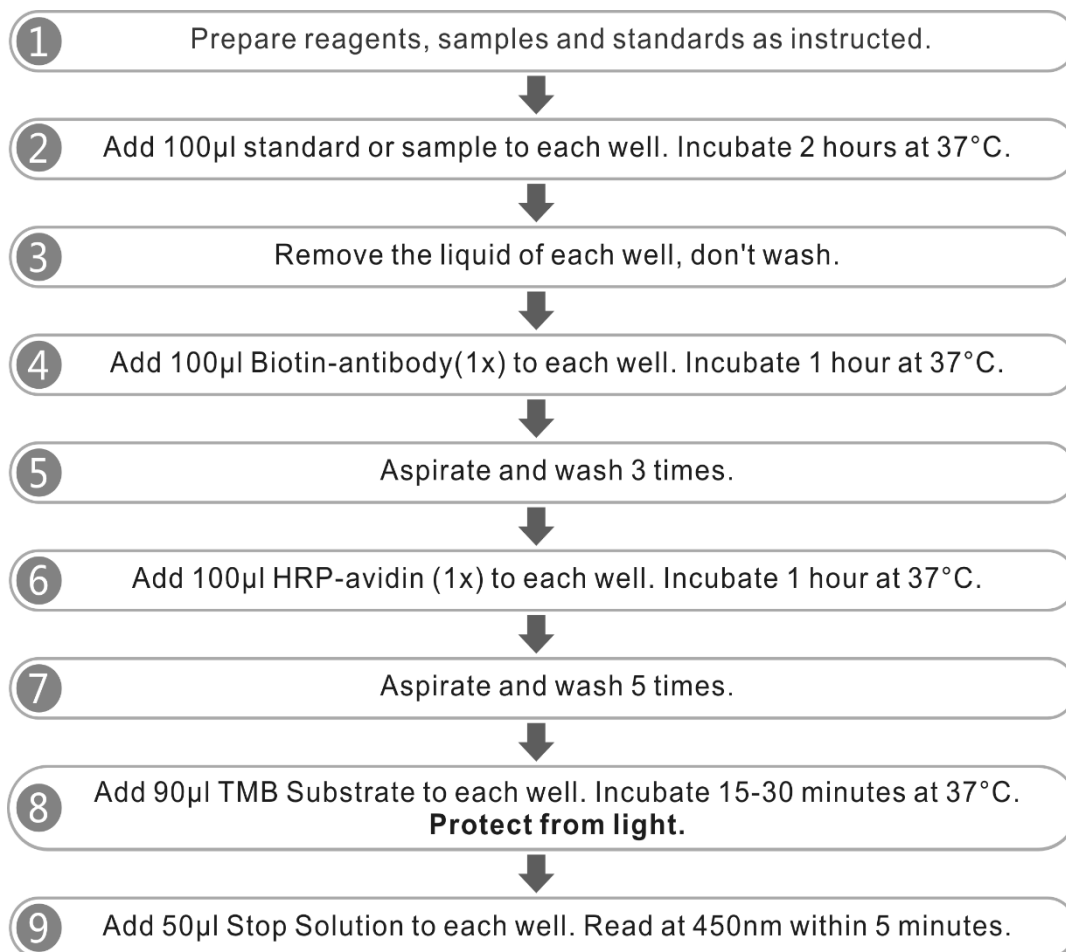 1
Prepare reagents, samples and standards as instructed.
2
Add 100µl standard or sample to each well. Incubate 2 hours at 37°C.
3
Remove the liquid of each well, don't wash.
4
Add 100µl Biotin-antibody(1x) to each well. Incubate 1 hour at 37°C.
5
Aspirate and wash 3 times.
6
Add 100µl HRP-avidin (1x) to each well. Incubate 1 hour at 37°C.
7
Aspirate and wash 5 times.
8
Add 90µl TMB Substrate to each well. Incubate 15-30 minutes at 37°C.
Protect from light.
9
Add 50µl Stop Solution to each well. Read at 450nm within 5 minutes.